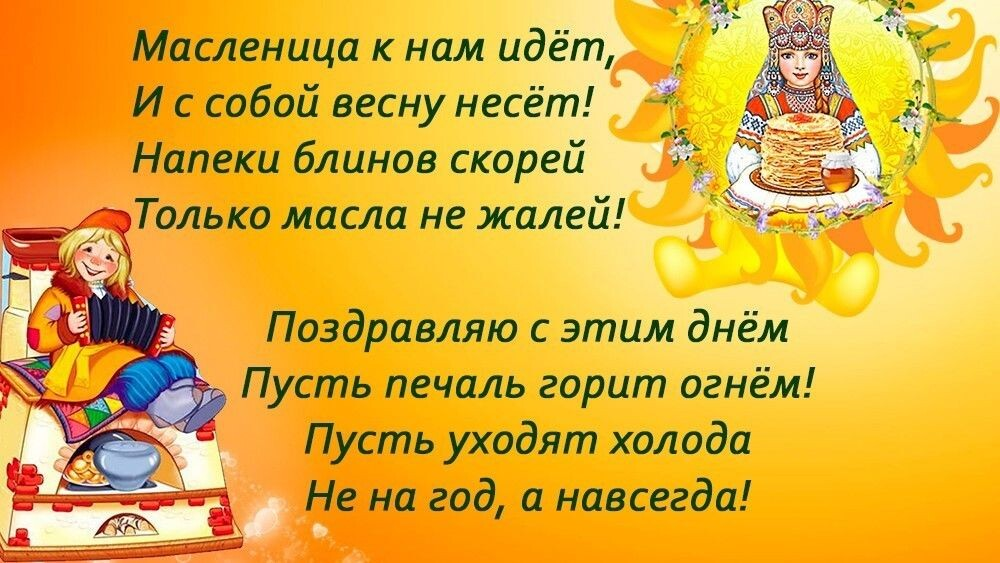 Масленица к нам идёт,
И с собой весну несёт!
Напеки блинов скорей
Только масла не жалей!
Поздравляю с этим днём
Пусть печаль горит огнём!
Пусть уходят холода
Не на год, а навсегда!